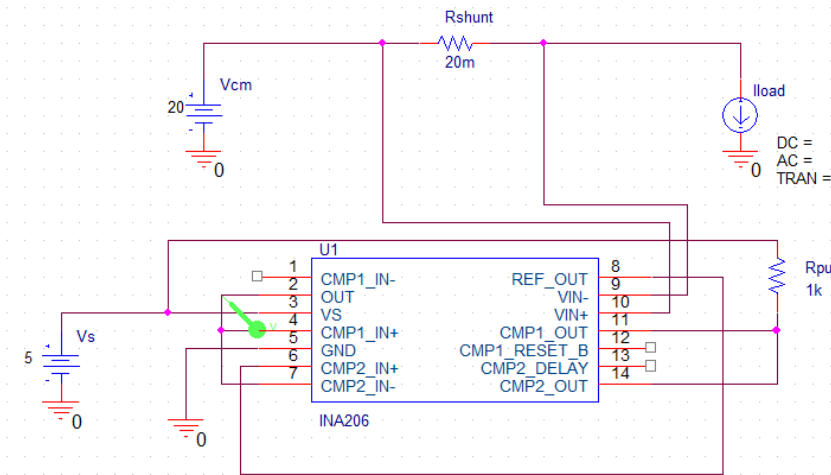 Rshunt
20m
Vcm
20
0
Iload
DC =
AC =
TRAN =
0
U1
1 CMP1_IN- REF_OUT 8
2 OUT VIN- 9
3 VS VIN+ 10
4 CMP1_IN+ CMP1_OUT 11
5 GND CMP1_RESET_B 12
6 CMP2_IN+ CMP2_DELAY 13
7 CMP2_IN- CMP2_OUT 14
INA206
V
Rpu
1k
Vs
5
0
0